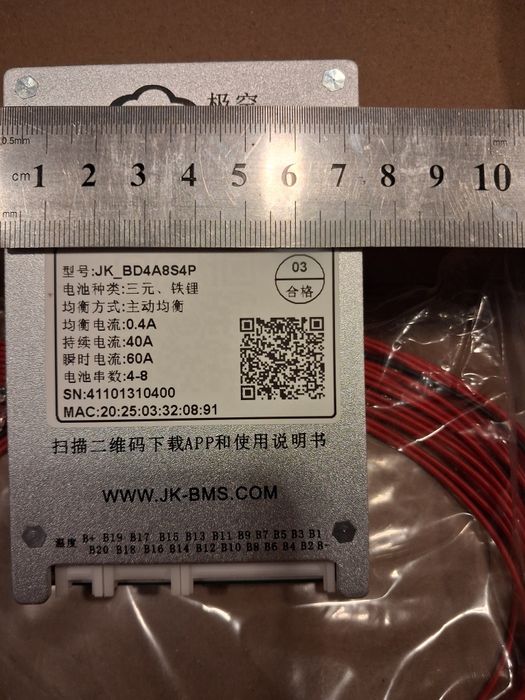 极空
0.5mm mm
cm 1 2 3 4 5 6 7 8 9 10
mm
型号:JK_BD4A8S4P
03
合格
电池种类:三元、铁锂
均衡方式:主动均衡
均衡电流:0.4A
持续电流:40A
瞬时电流:60A
电池串数:4-8
SN:41101310400
MAC:20:25:03:32:08:91
扫描二维码下载APP和使用说明书
WWW.JK-BMS.COM
温度 B+ B19 B17 B15 B13 B11 B9 B7 B5 B3 B1
B20 B18 B16 B14 B12 B10 B8 B6 B4 B2 B-